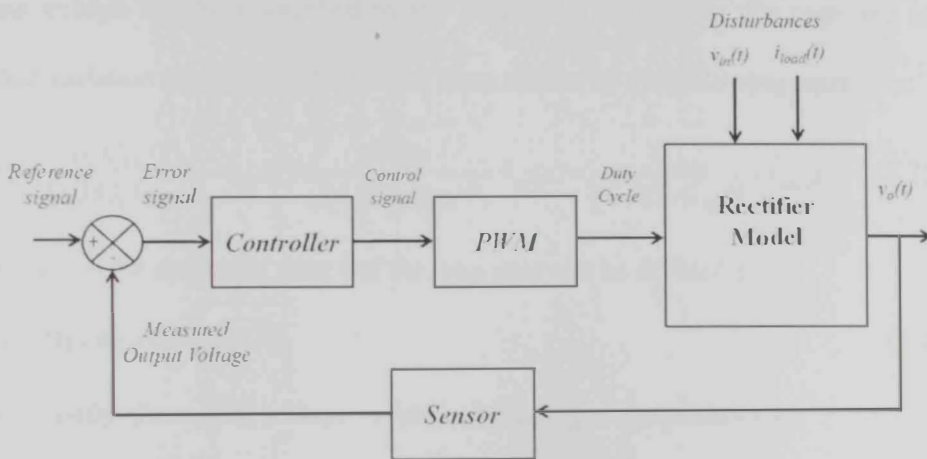 Disturbances
v_in(t) i_load(t)
Reference signal
Error signal
Control signal
Duty Cycle
v_o(t)
+
-
Controller
PWM
Rectifier
Model
Measured
Output Voltage
Sensor